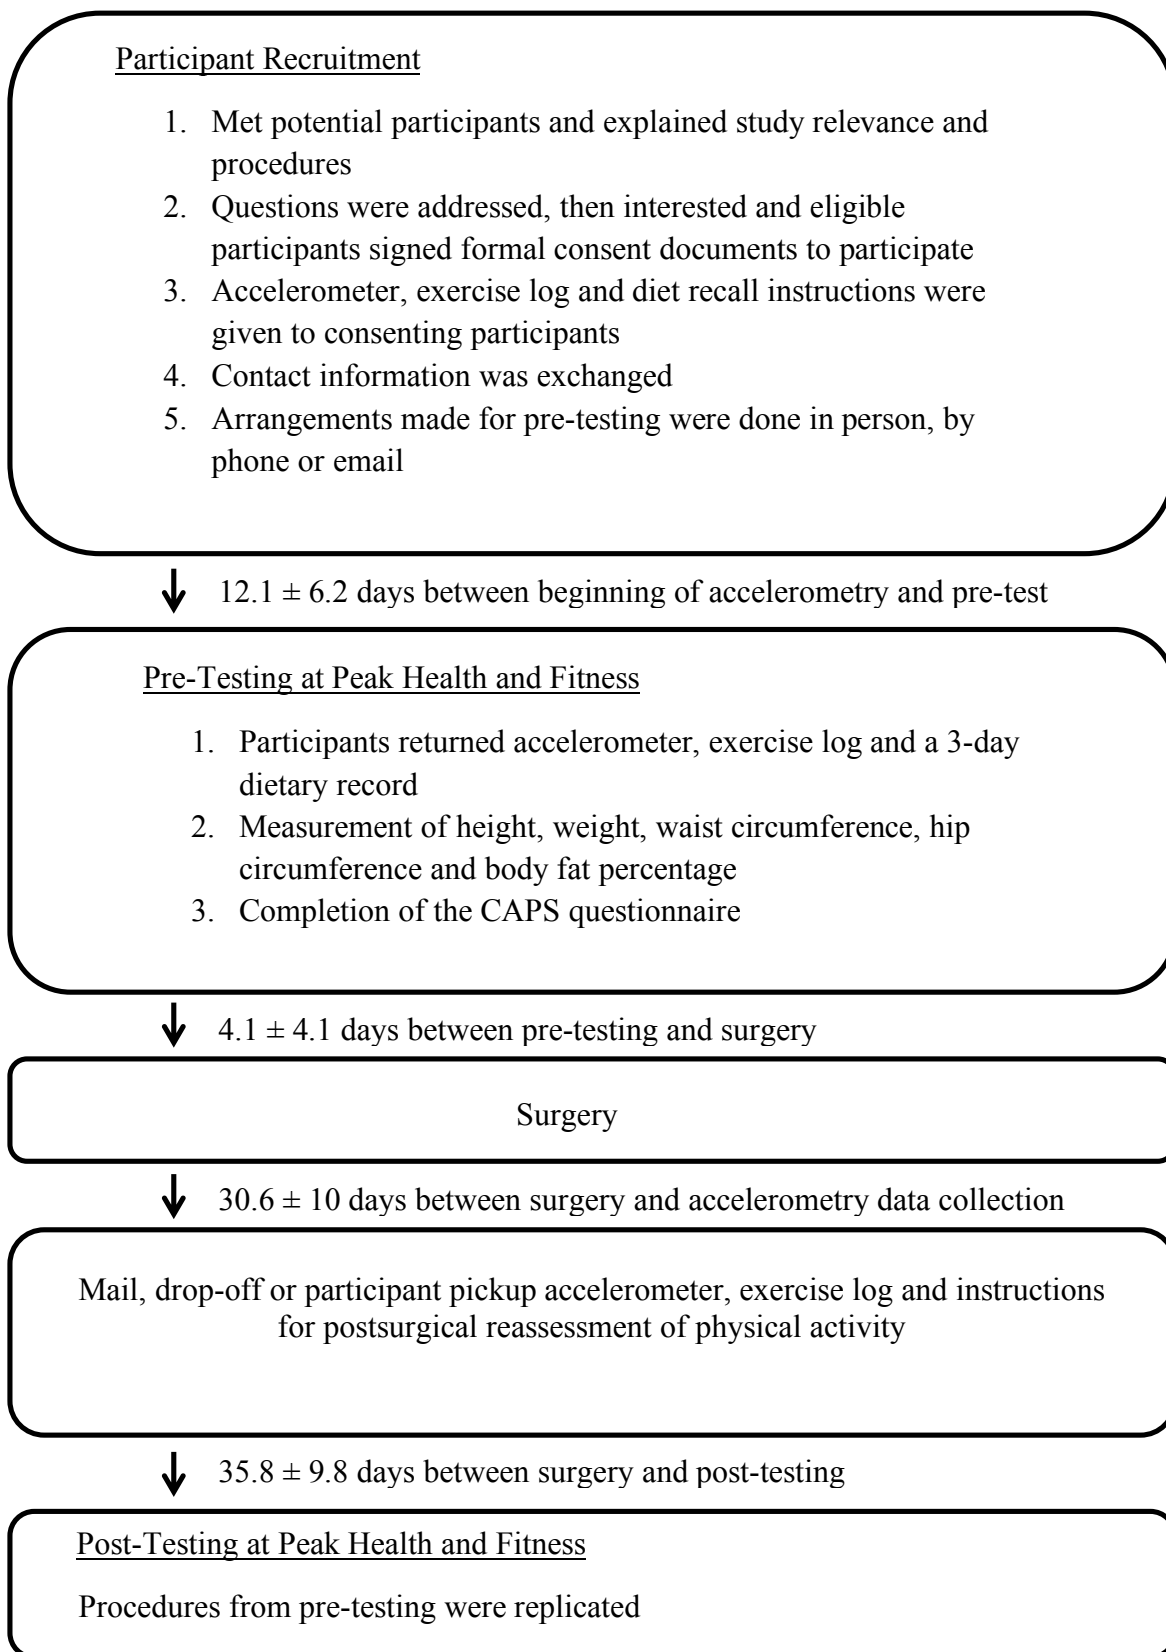 Participant Recruitment
1. Met potential participants and explained study relevance and
procedures
2. Questions were addressed, then interested and eligible
participants signed formal consent documents to participate
3. Accelerometer, exercise log and diet recall instructions were
given to consenting participants
4. Contact information was exchanged
5. Arrangements made for pre-testing were done in person, by
phone or email
12.1 ± 6.2 days between beginning of accelerometry and pre-test
Pre-Testing at Peak Health and Fitness
1. Participants returned accelerometer, exercise log and a 3-day
dietary record
2. Measurement of height, weight, waist circumference, hip
circumference and body fat percentage
3. Completion of the CAPS questionnaire
4.1 ± 4.1 days between pre-testing and surgery
Surgery
30.6 ± 10 days between surgery and accelerometry data collection
Mail, drop-off or participant pickup accelerometer, exercise log and instructions
for postsurgical reassessment of physical activity
35.8 ± 9.8 days between surgery and post-testing
Post-Testing at Peak Health and Fitness
Procedures from pre-testing were replicated